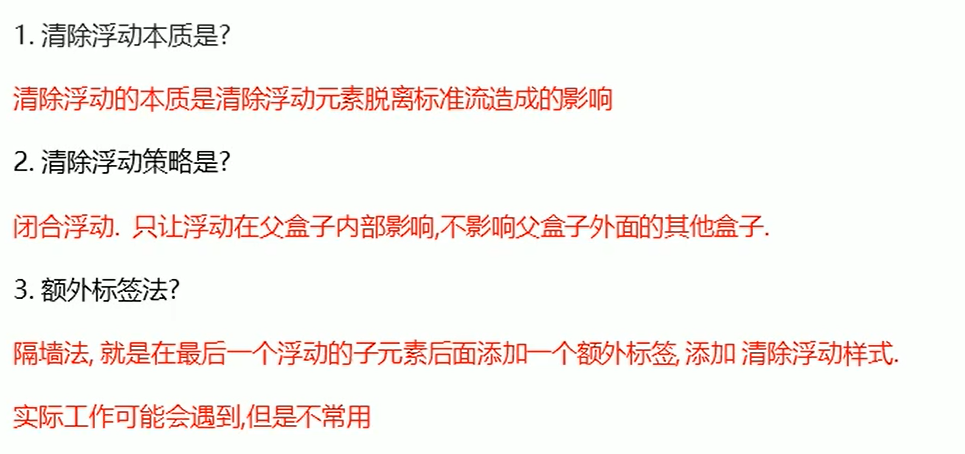 1. 清除浮动本质是?
清除浮动的本质是清除浮动元素脱离标准流造成的影响
2. 清除浮动策略是?
闭合浮动. 只让浮动在父盒子内部影响,不影响父盒子外面的其他盒子.
3. 额外标签法?
隔墙法, 就是在最后一个浮动的子元素后面添加一个额外标签, 添加 清除浮动样式.
实际工作可能会遇到,但是不常用